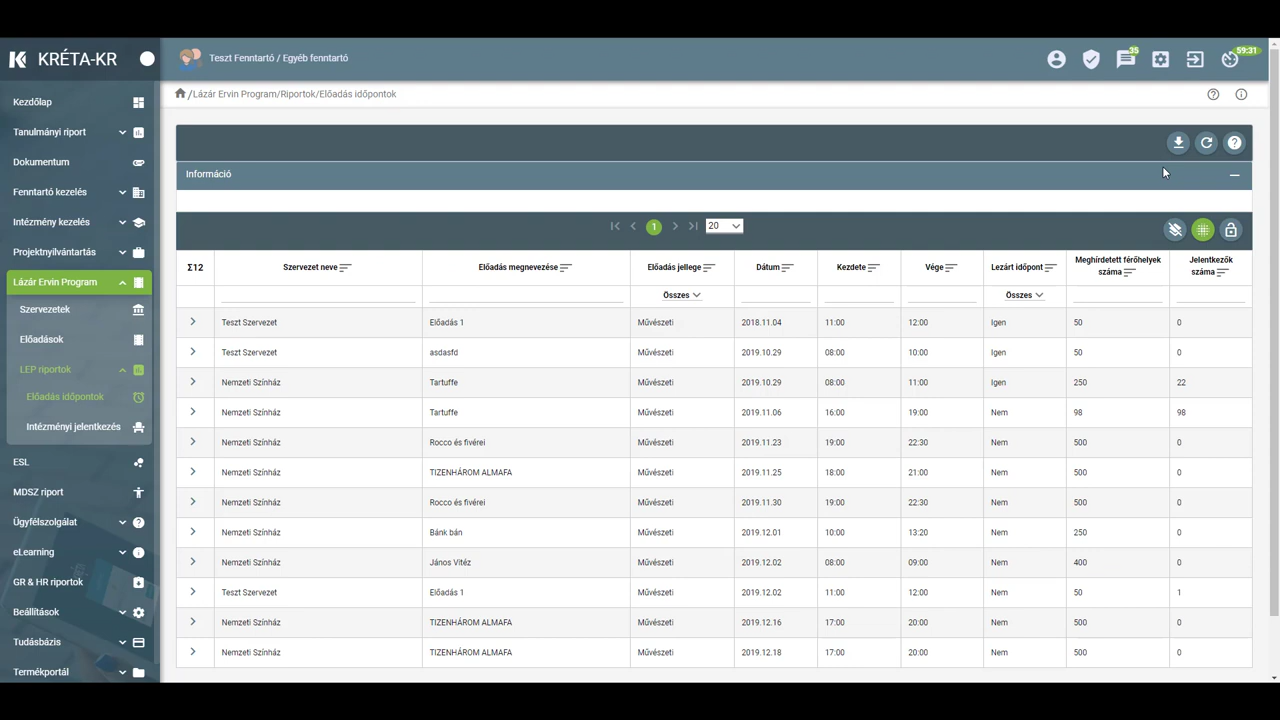 KRÉTA-KR
Teszt Fenntartó / Egyéb fenntartó
35
59:31
/Lázár Ervin Program/Riportok/Előadás időpontok
Kezdőlap
Tanulmányi riport
Dokumentum
Fenntartó kezelés
Intézmény kezelés
Projektnyilvántartás
Lázár Ervin Program
Szervezetek
Előadások
LEP riportok
Előadás időpontok
Intézményi jelentkezés
ESL
MDSZ riport
Ügyfélszolgálat
eLearning
GR & HR riportok
Beállítások
Tudásbázis
Termékportál
Információ
1
20
Σ12 Szervezet neve Előadás megnevezése Előadás jellege Dátum Kezdete Vége Lezárt időpont Meghirdetett férőhelyek száma Jelentkezők száma
Összes Összes
Teszt Szervezet Előadás 1 Művészeti 2018.11.04 11:00 12:00 Igen 50 0
Teszt Szervezet asdasfd Művészeti 2019.10.29 08:00 10:00 Igen 50 0
Nemzeti Színház Tartuffe Művészeti 2019.10.29 08:00 11:00 Igen 250 22
Nemzeti Színház Tartuffe Művészeti 2019.11.06 16:00 19:00 Nem 98 98
Nemzeti Színház Rocco és fivérei Művészeti 2019.11.23 19:00 22:30 Nem 500 0
Nemzeti Színház TIZENHÁROM ALMAFA Művészeti 2019.11.25 18:00 21:00 Nem 500 0
Nemzeti Színház Rocco és fivérei Művészeti 2019.11.30 19:00 22:30 Nem 500 0
Nemzeti Színház Bánk bán Művészeti 2019.12.01 10:00 13:20 Nem 250 0
Nemzeti Színház János Vitéz Művészeti 2019.12.02 08:00 09:00 Nem 400 0
Teszt Szervezet Előadás 1 Művészeti 2019.12.02 11:00 12:00 Nem 50 1
Nemzeti Színház TIZENHÁROM ALMAFA Művészeti 2019.12.16 17:00 20:00 Nem 500 0
Nemzeti Színház TIZENHÁROM ALMAFA Művészeti 2019.12.18 17:00 20:00 Nem 500 0